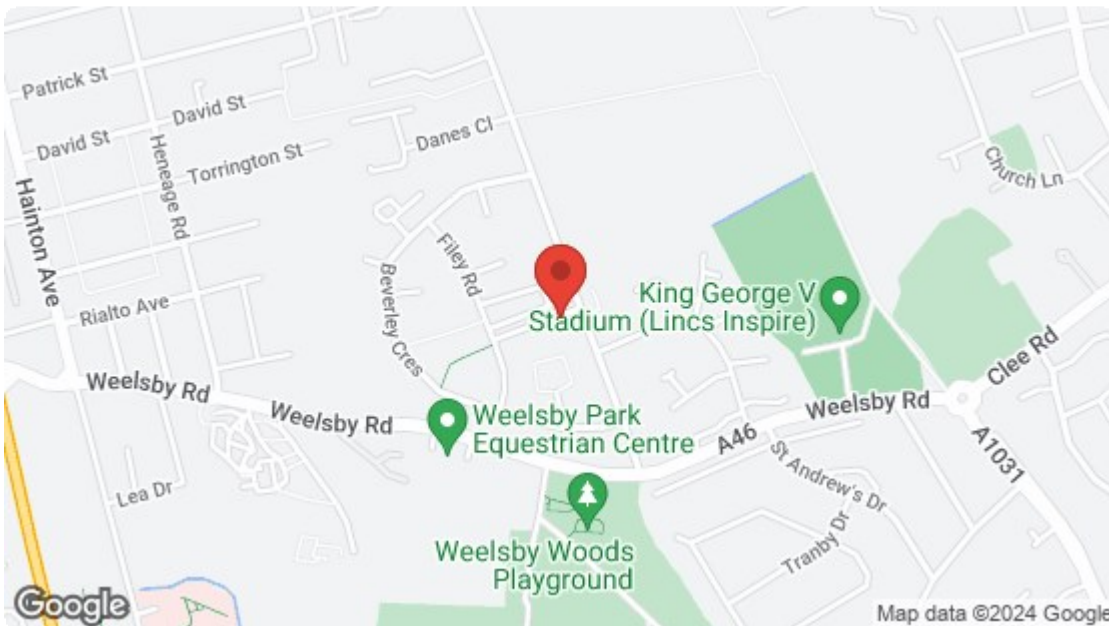 Patrick St
David St
David St
Danes Cl
Torrington St
Heneage Rd
Church Ln
Hainton Ave
Filey Rd
Beverley Cres
King George V
Stadium (Lincs Inspire)
Rialto Ave
Clee Rd
Weelsby Rd
Weelsby Rd
Weelsby Rd
Weelsby Park
Equestrian Centre
A46
A1031
St Andrew's Dr
Lea Dr
Tranby Dr
Weelsby Woods
Playground
Google
Map data ©2024 Google